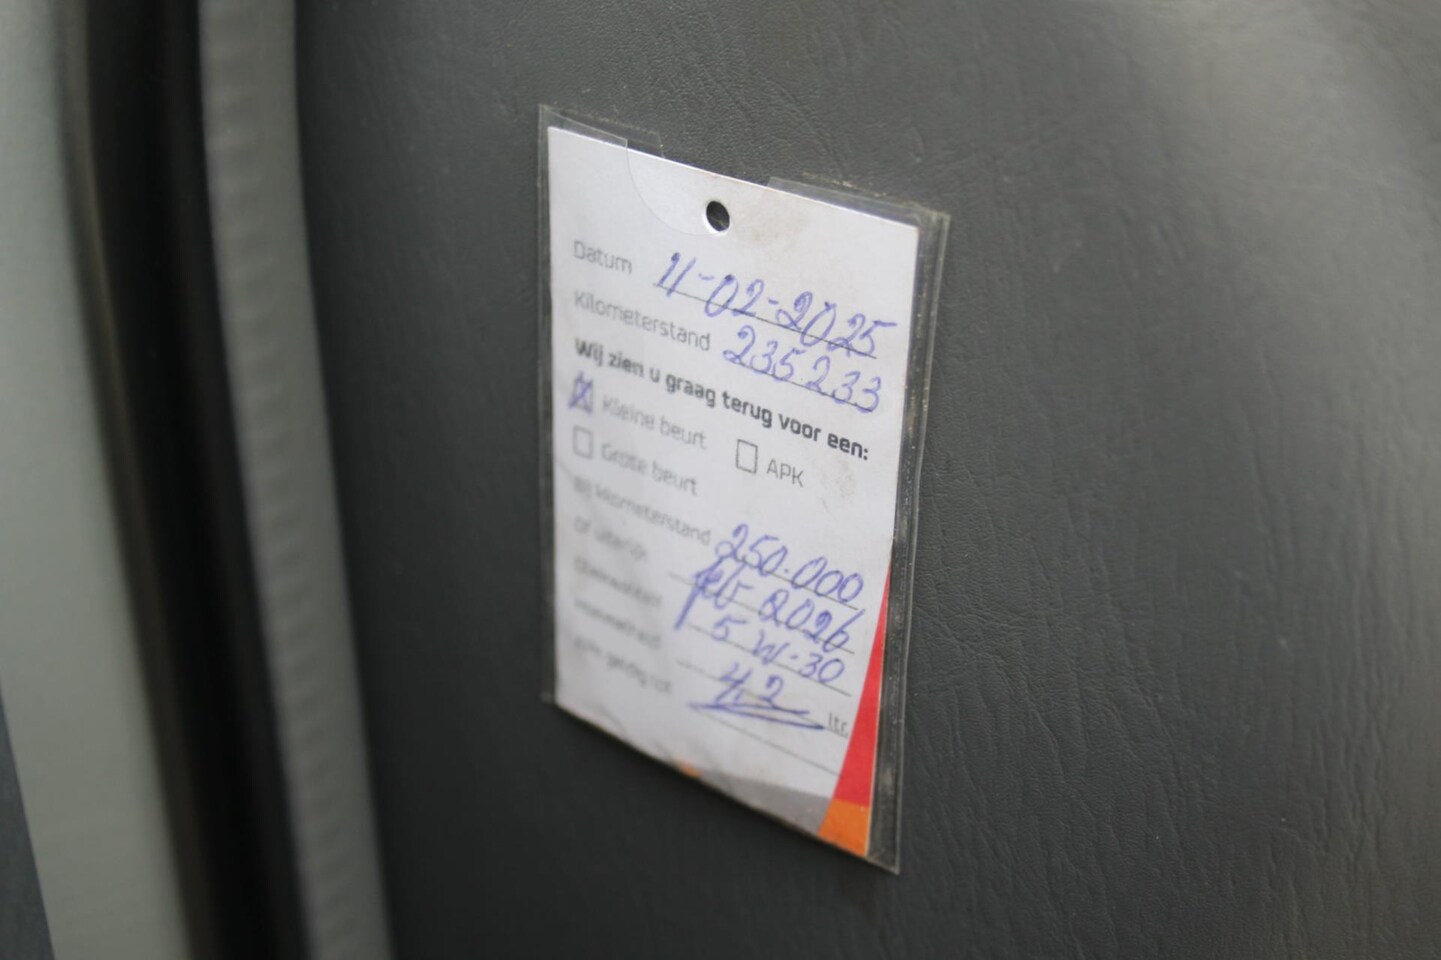 Datum 11-02-2025
Kilometerstand 235233
Wij zien u graag terug voor een:
Kleine beurt APK
Grote beurt
Bij kilometerstand 250.000
Of uiterlijk feb 2026
5W-30
4,2 ltr.